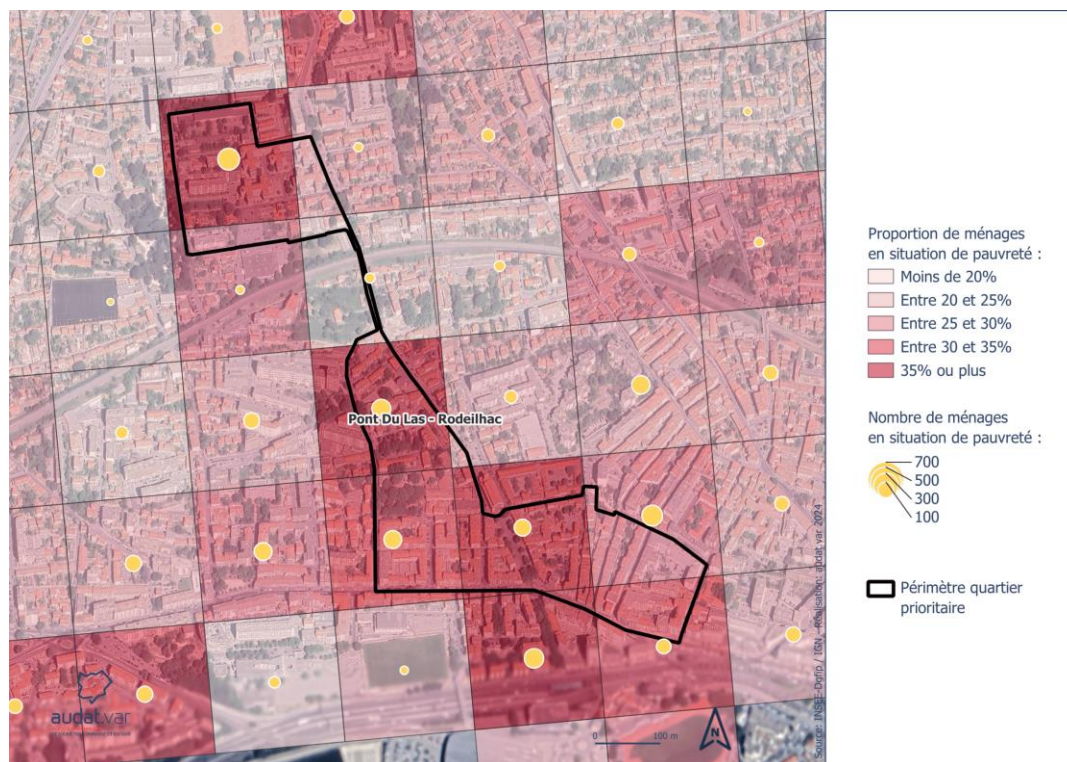 Pont Du Las - Rodeilhac
Proportion de ménages
en situation de pauvreté :
Moins de 20%
Entre 20 et 25%
Entre 25 et 30%
Entre 30 et 35%
35% ou plus
Nombre de ménages
en situation de pauvreté :
700
500
300
100
Périmètre quartier
prioritaire
audat.var
0 100 m
N
Source: INSEE-Dgfip / IGN - Réalisation: audat.var 2024